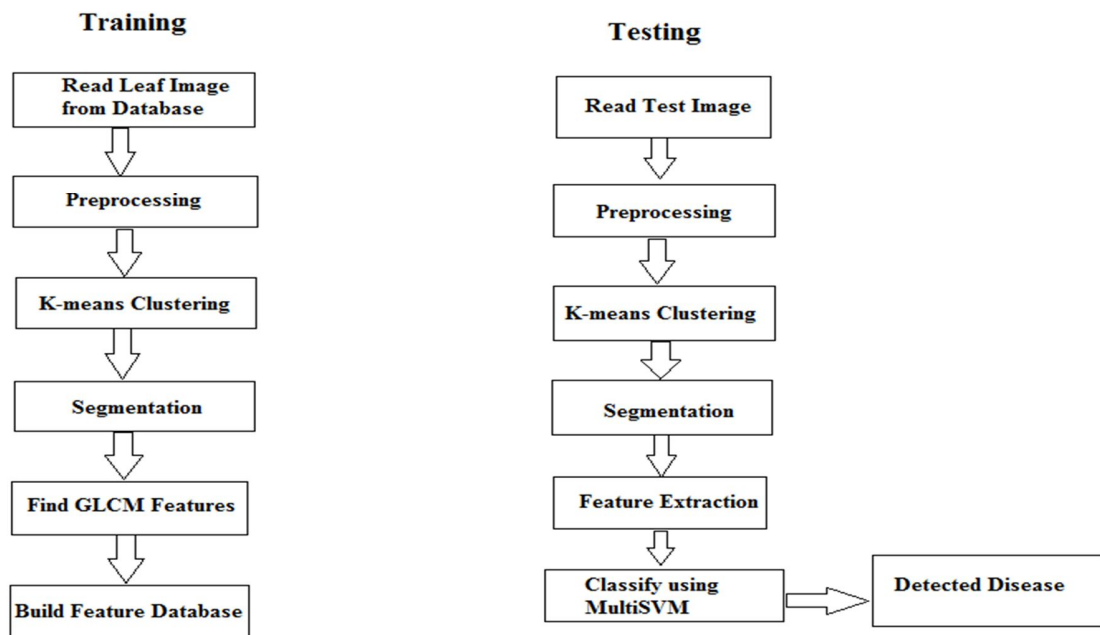 Training
Read Leaf Image
from Database
Preprocessing
K-means Clustering
Segmentation
Find GLCM Features
Build Feature Database
Testing
Read Test Image
Preprocessing
K-means Clustering
Segmentation
Feature Extraction
Classify using
MultiSVM
Detected Disease